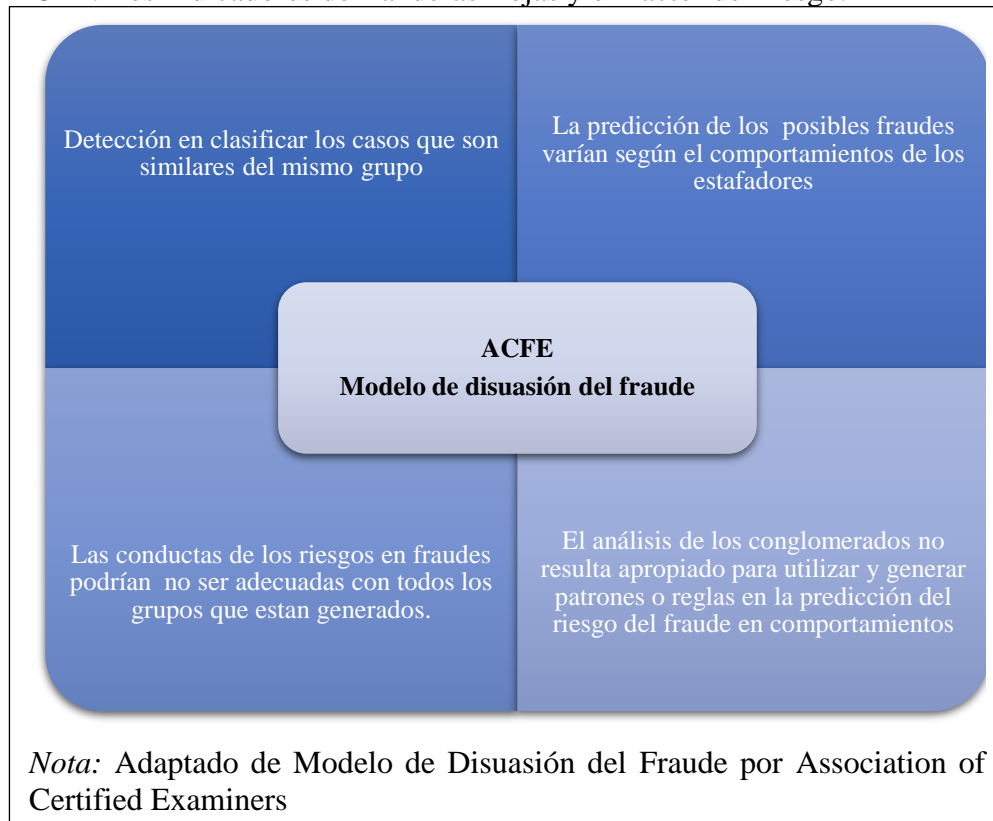 Detección en clasificar los casos que son
similares del mismo grupo
La predicción de los posibles fraudes
varían según el comportamientos de los
estafadores
ACFE
Modelo de disuasión del fraude
Las conductas de los riesgos en fraudes
podrían no ser adecuadas con todos los
grupos que estan generados.
El análisis de los conglomerados no
resulta apropiado para utilizar y generar
patrones o reglas en la predicción del
riesgo del fraude en comportamientos
Nota: Adaptado de Modelo de Disuasión del Fraude por Association of
Certified Examiners